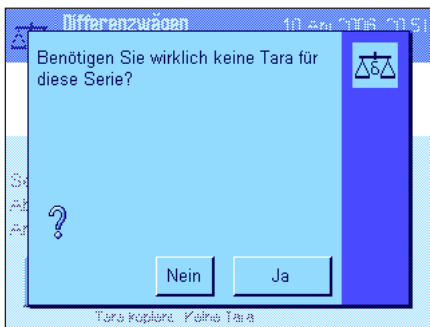 Differenzwägen
Benötigen Sie wirklich keine Tara für
diese Serie?
?
Nein
Ja
Tara kopiere Keine Tara